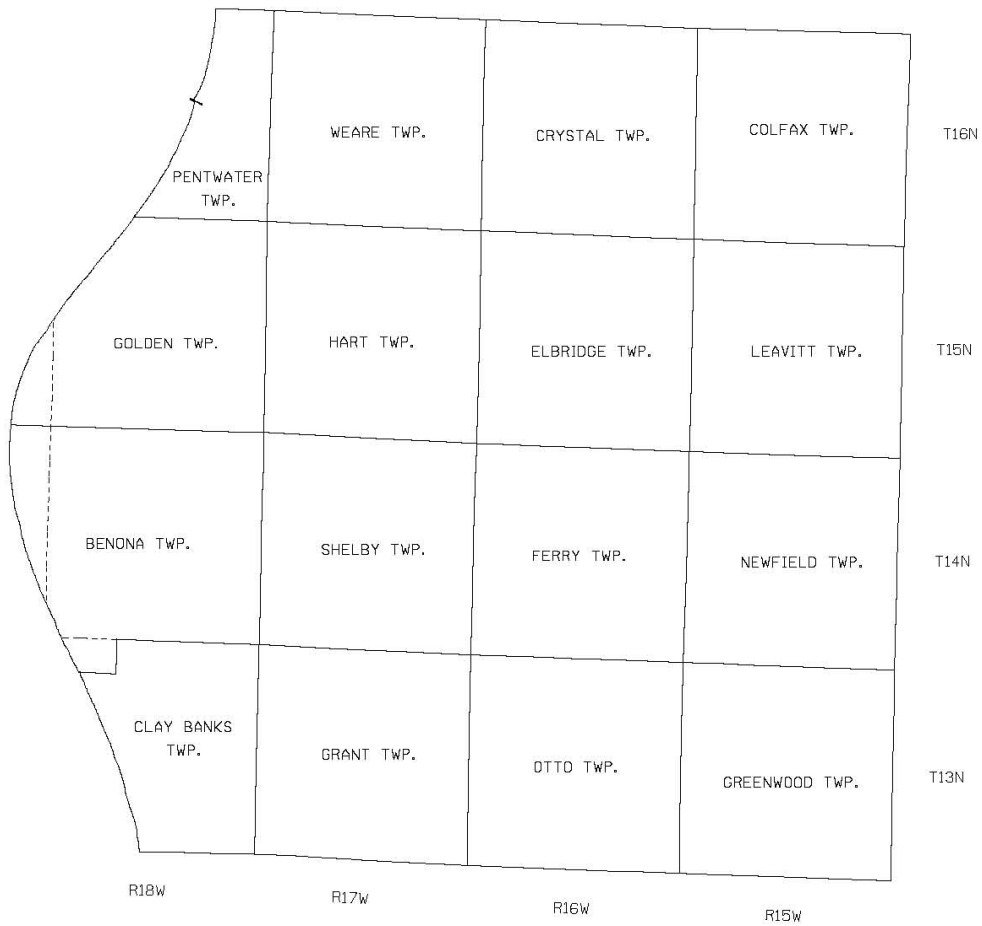 WEARE TWP.
CRYSTAL TWP.
COLFAX TWP.
T16N
PENTWATER
TWP.
GOLDEN TWP.
HART TWP.
ELBRIDGE TWP.
LEAVITT TWP.
T15N
BENONA TWP.
SHELBY TWP.
FERRY TWP.
NEWFIELD TWP.
T14N
CLAY BANKS
TWP.
GRANT TWP.
OTTO TWP.
GREENWOOD TWP.
T13N
R18W
R17W
R16W
R15W